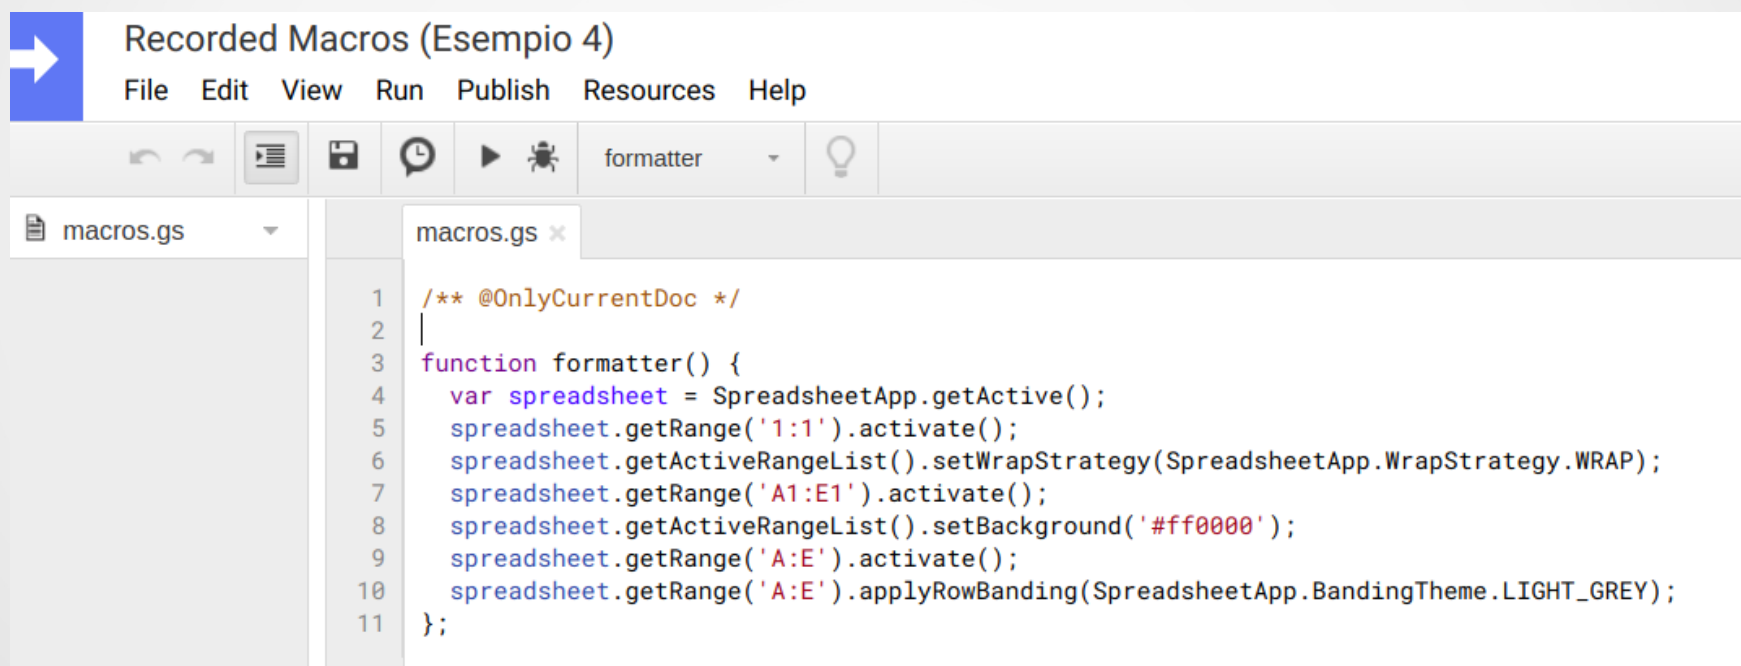 Recorded Macros (Esempio 4)
File Edit View Run Publish Resources Help
formatter
macros.gs
macros.gs
1 /** @OnlyCurrentDoc */
2
3 function formatter() {
4 var spreadsheet = SpreadsheetApp.getActive();
5 spreadsheet.getRange('1:1').activate();
6 spreadsheet.getActiveRangeList().setWrapStrategy(SpreadsheetApp.WrapStrategy.WRAP);
7 spreadsheet.getRange('A1:E1').activate();
8 spreadsheet.getActiveRangeList().setBackground('#ff0000');
9 spreadsheet.getRange('A:E').activate();
10 spreadsheet.getRange('A:E').applyRowBanding(SpreadsheetApp.BandingTheme.LIGHT_GREY);
11 };